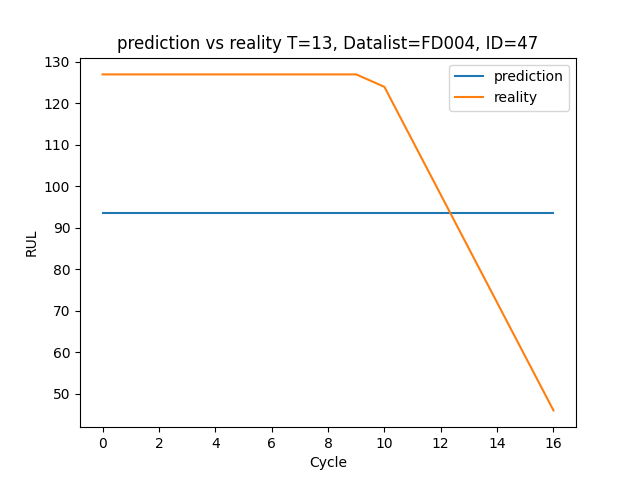 prediction vs reality T=13, Datalist=FD004, ID=47
prediction
reality
RUL
130
120
110
100
90
80
70
60
50
0 2 4 6 8 10 12 14 16
Cycle